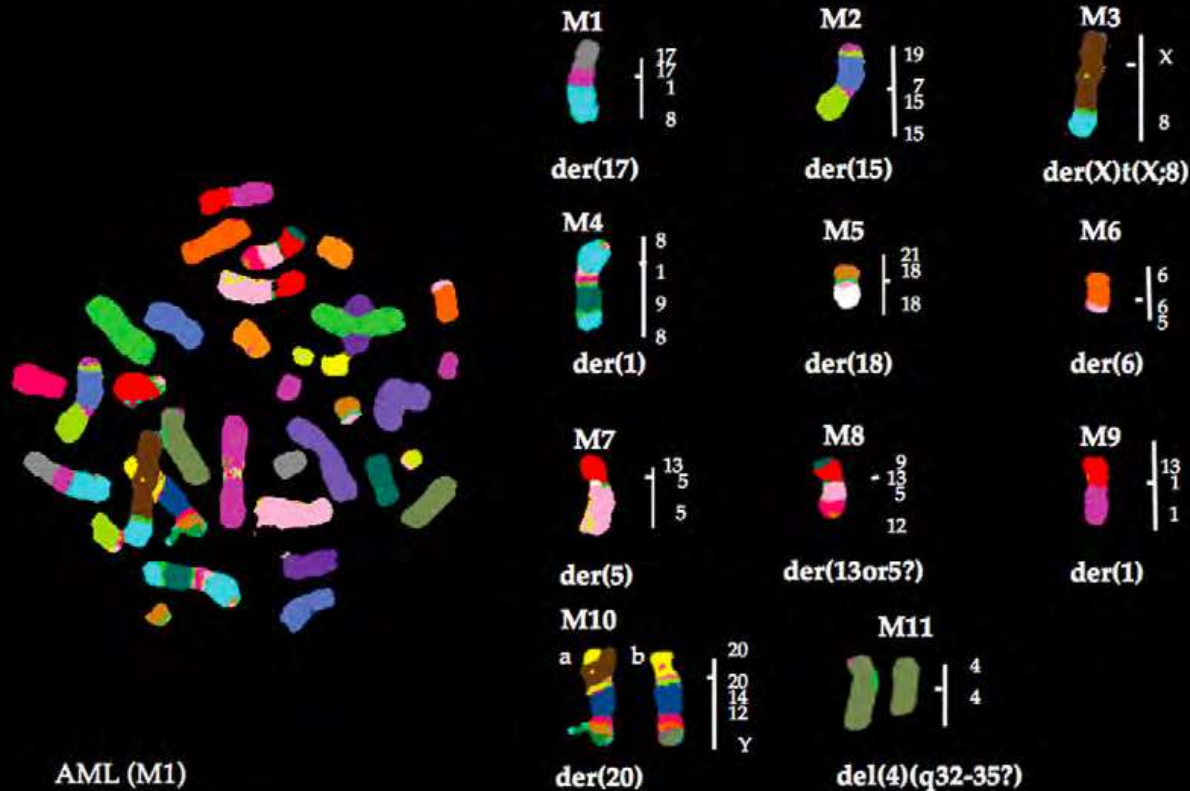 M1
17
17
1
8
der(17)
M2
19
7
15
15
der(15)
M3
X
8
der(X)t(X;8)
M4
8
1
9
8
der(1)
M5
21
18
18
der(18)
M6
6
6
5
der(6)
M7
13
5
5
der(5)
M8
9
13
5
12
der(13or5?)
M9
13
1
1
der(1)
M10
a
b
20
20
14
12
Y
der(20)
M11
4
4
del(4)(q32-35?)
AML (M1)